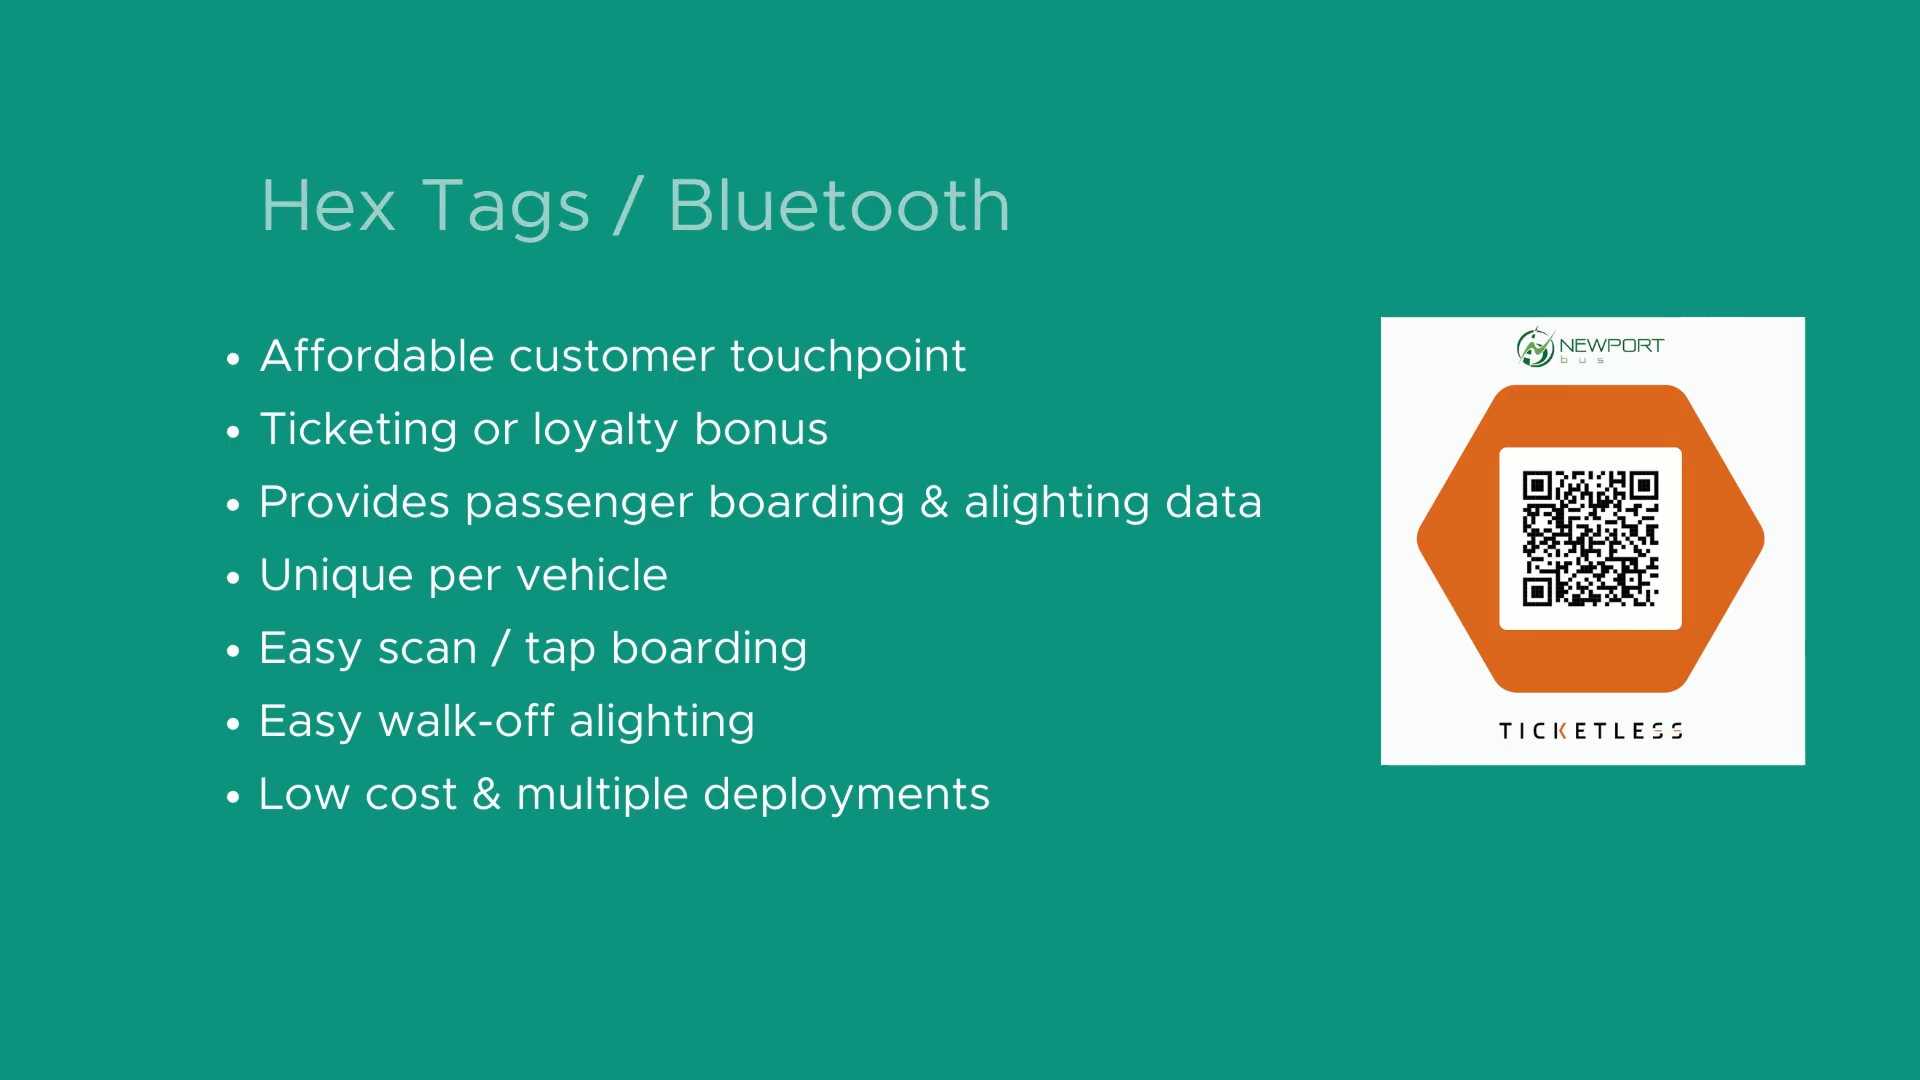 Hex Tags / Bluetooth
• Affordable customer touchpoint
• Ticketing or loyalty bonus
• Provides passenger boarding & alighting data
• Unique per vehicle
• Easy scan / tap boarding
• Easy walk-off alighting
• Low cost & multiple deployments
NEWPORT
bus
TICKETLESS